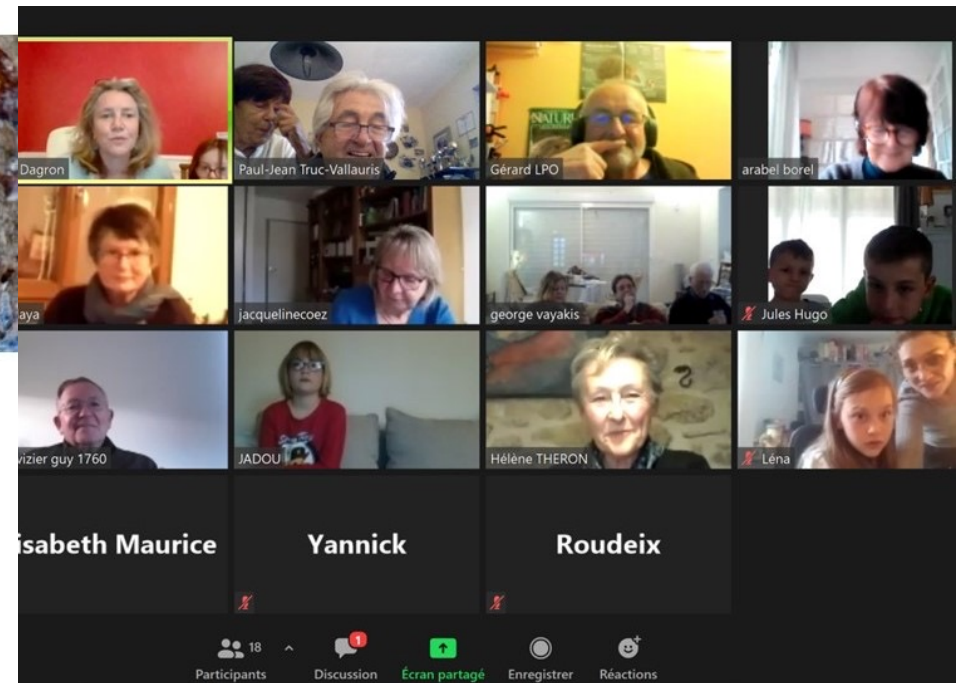 Dagron
Paul-Jean Truc-Vallauris
Gérard LPO
arabel borel
aya
jacquelinecoez
george vayakis
Jules Hugo
vizier guy 1760
JADOU
Hélène THERON
Léna
isabeth Maurice
Yannick
Roudeix
18
1
Participants
Discussion
Écran partagé
Enregistrer
Réactions